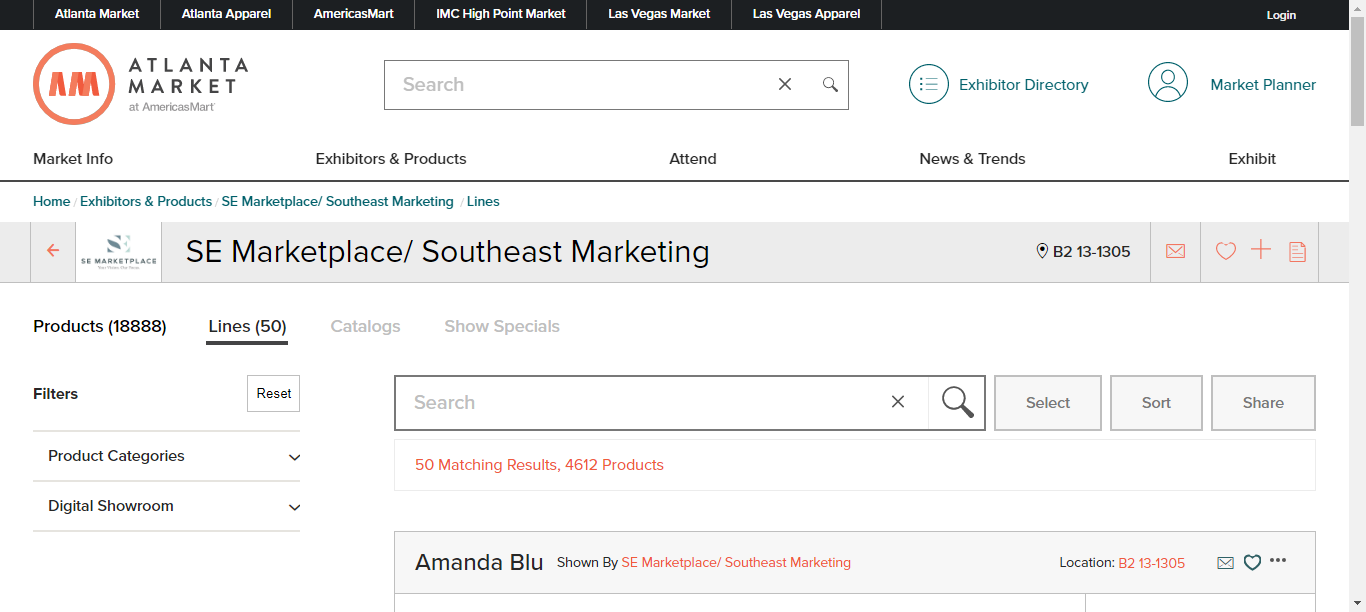 Atlanta Market Atlanta Apparel AmericasMart IMC High Point Market Las Vegas Market Las Vegas Apparel Login
ATLANTA
MARKET
at AmericasMart
Search
Exhibitor Directory
Market Planner
Market Info Exhibitors & Products Attend News & Trends Exhibit
Home / Exhibitors & Products / SE Marketplace/ Southeast Marketing / Lines
SE MARKETPLACE
SE Marketplace/ Southeast Marketing
B2 13-1305
Products (18888) Lines (50) Catalogs Show Specials
Filters
Reset
Product Categories
Digital Showroom
Search
Select Sort Share
50 Matching Results, 4612 Products
Amanda Blu Shown By SE Marketplace/ Southeast Marketing Location: B2 13-1305